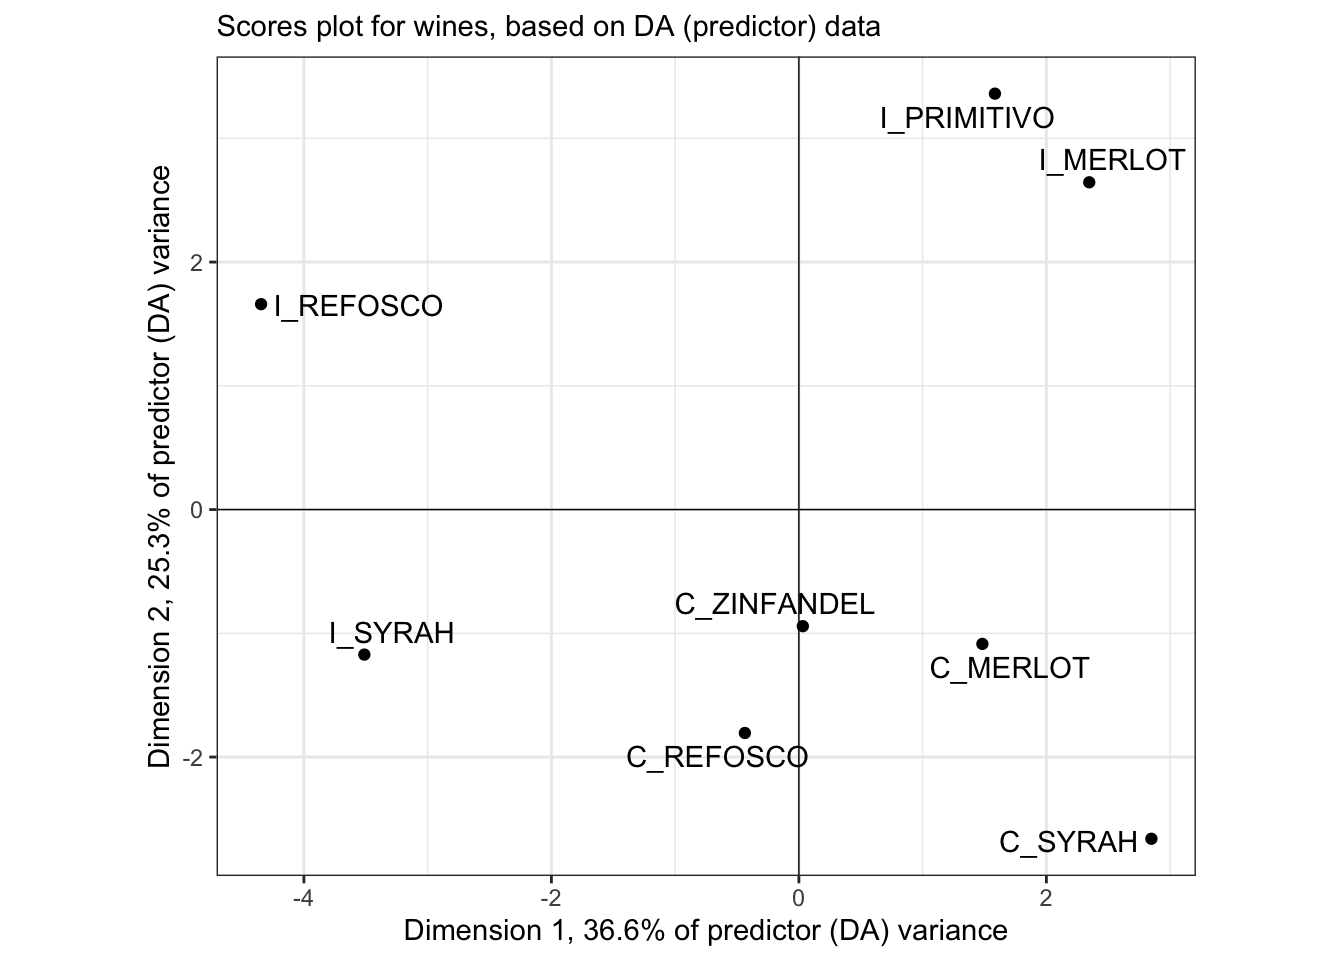 Scores plot for wines, based on DA (predictor) data
I_PRIMITIVO
I_MERLOT
I_REFOSCO
C_ZINFANDEL
I_SYRAH
C_MERLOT
C_REFOSCO
C_SYRAH
2
0
-2
Dimension 2, 25.3% of predictor (DA) variance
-4
-2
0
2
Dimension 1, 36.6% of predictor (DA) variance